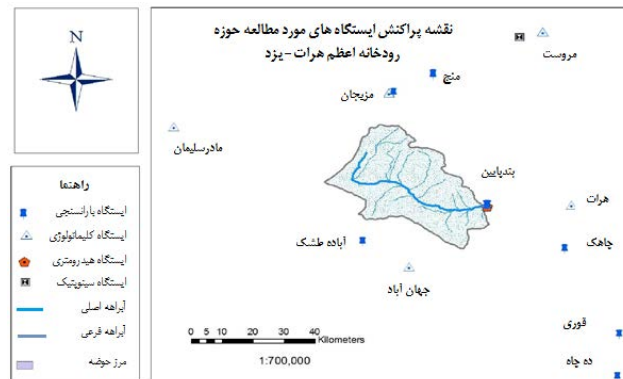 نقشه پراکنش ایستگاه های مورد مطالعه حوزه
رودخانه اعظم هرات - یزد
N
مروست
منج
مزیجان
مادرسلیمان
بندپایین
هرات
چاهک
آباده طشک
جهان آباد
قوری
ده چاه
راهنما
ایستگاه بارانسنجی
ایستگاه کلیماتولوژی
ایستگاه هیدرومتری
ایستگاه سینوپتیک
آبراهه اصلی
آبراهه فرعی
مرز حوضه
0 5 10 20 30 40
Kilometers
1:700,000